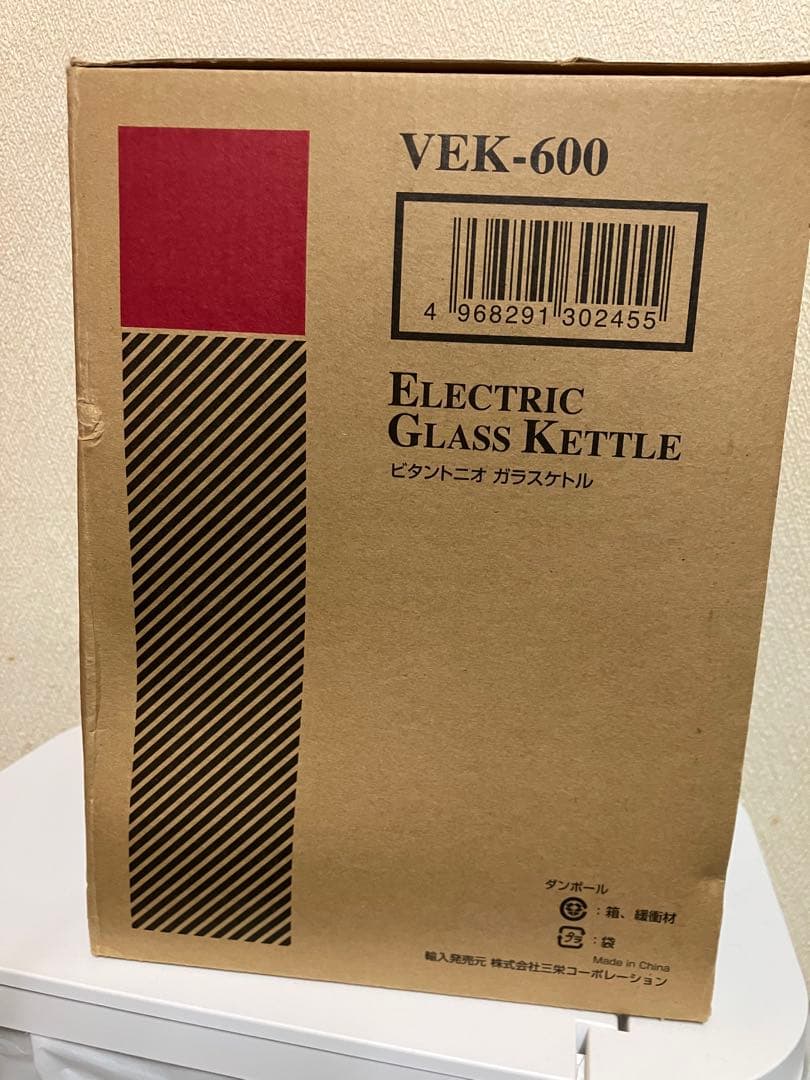 VEK-600
4 968291 302455
ELECTRIC
GLASS KETTLE
ビタントニオ ガラスケトル
ダンボール
：箱、緩衝材
プラ：袋
Made in China
輸入発売元 株式会社三栄コーポレーション